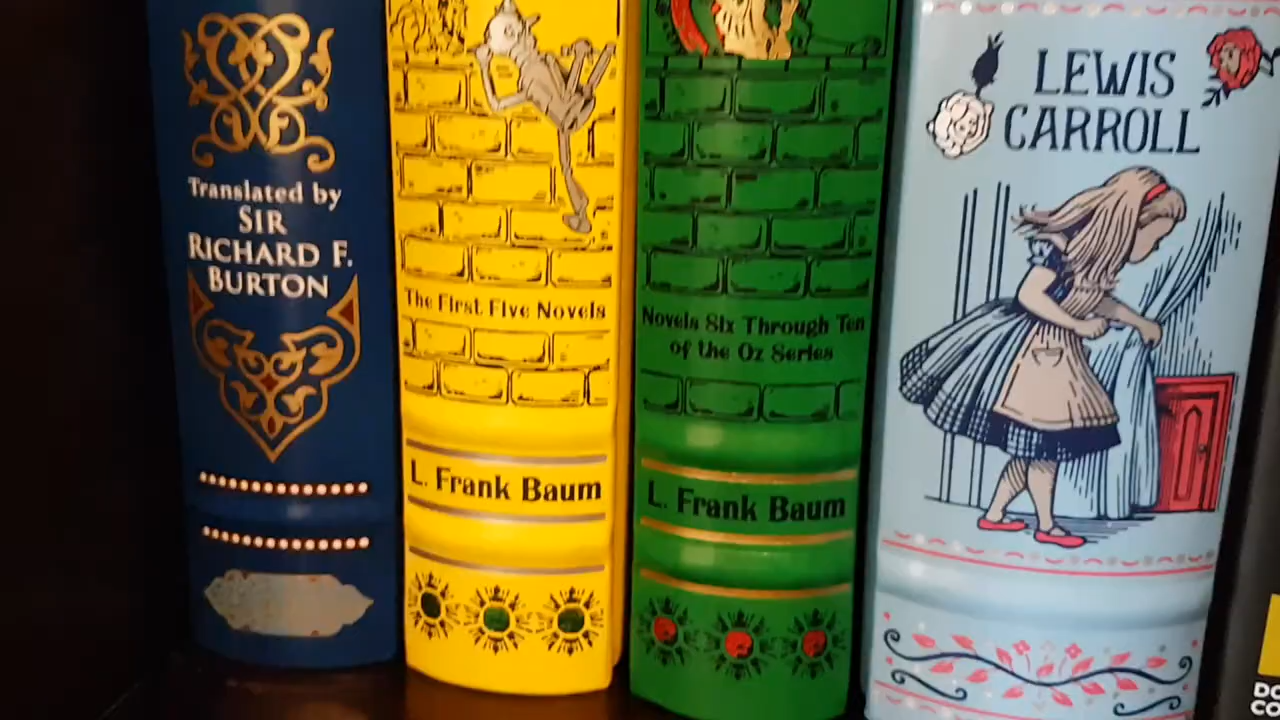 Translated by
SIR
RICHARD F.
BURTON
The First Five Novels
L. Frank Baum
Novels Six Through Ten
of the Oz Series
L. Frank Baum
LEWIS
CARROLL